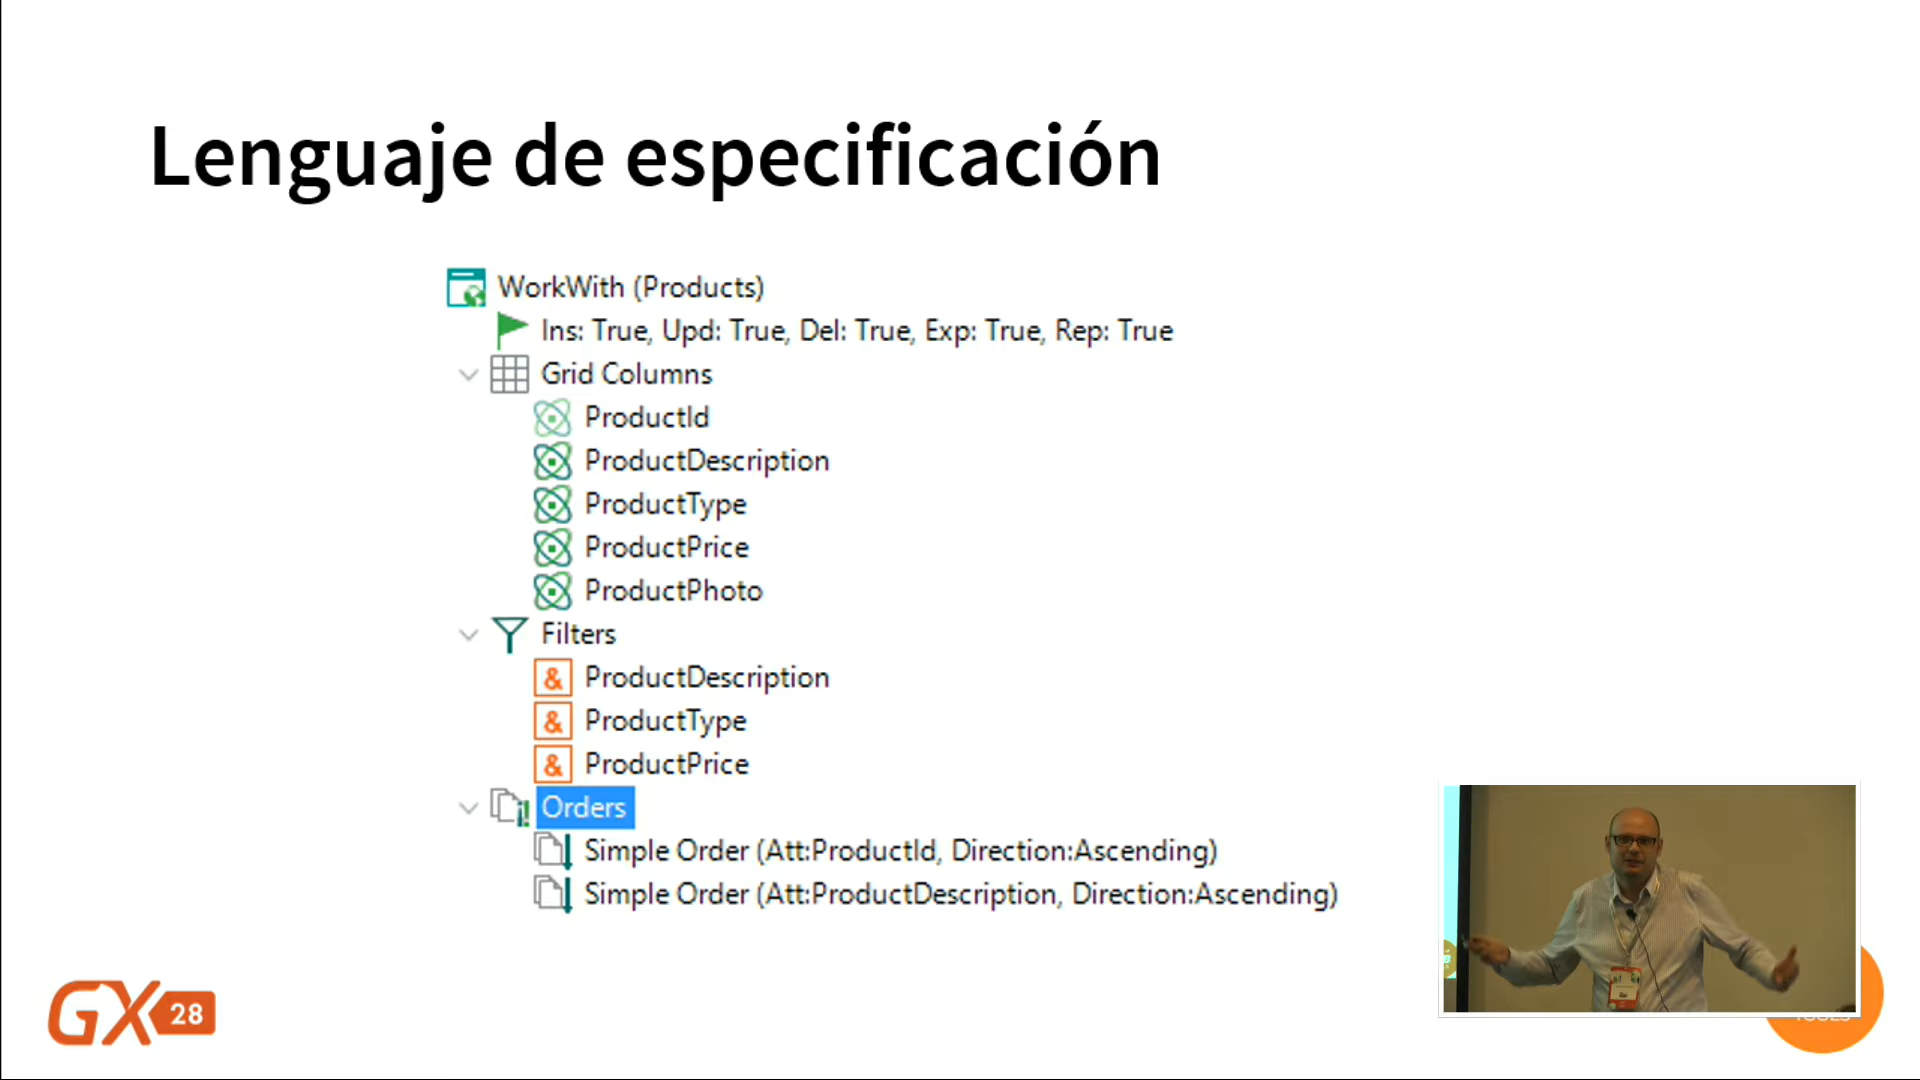 Lenguaje de especificación
WorkWith (Products)
Ins: True, Upd: True, Del: True, Exp: True, Rep: True
Grid Columns
ProductId
ProductDescription
ProductType
ProductPrice
ProductPhoto
Filters
& ProductDescription
& ProductType
& ProductPrice
Orders
Simple Order (Att:ProductId, Direction:Ascending)
Simple Order (Att:ProductDescription, Direction:Ascending)
GX 28